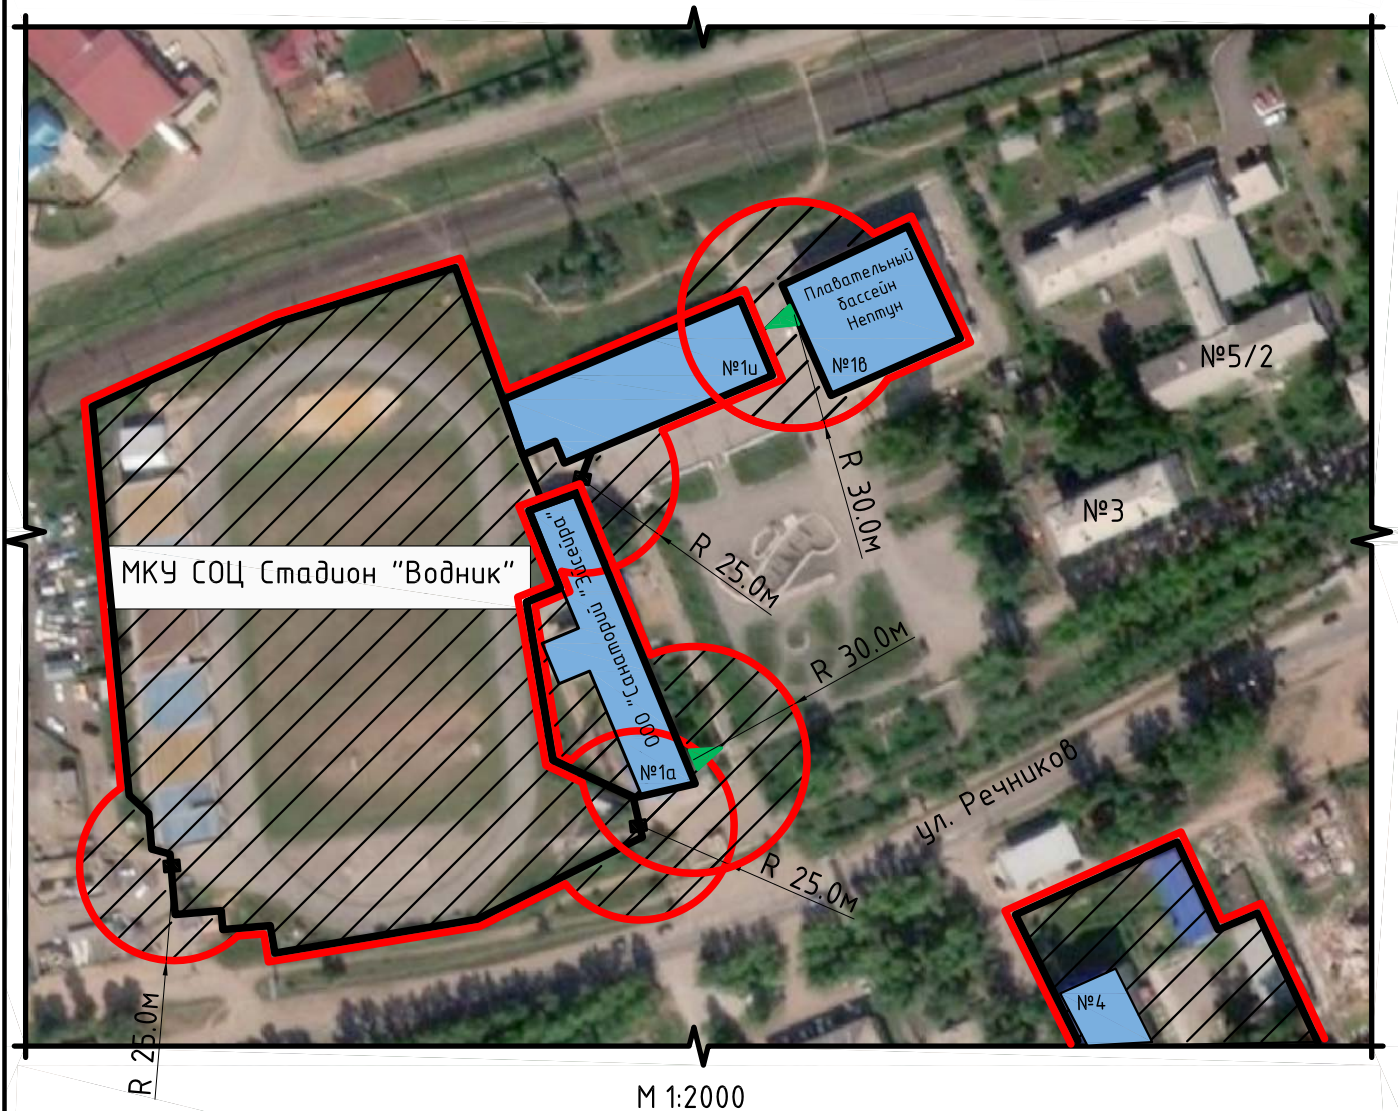 Плавательный
бассейн
Нептун
№1и
№1в
№5/2
R 30.0м
№3
МКУ СОЦ Стадион "Водник"
ООО "Санаторий "Энсейра"
R 25.0м
R 30.0м
№1а
ул. Речников
R 25.0м
№4
R 25.0м
М 1:2000